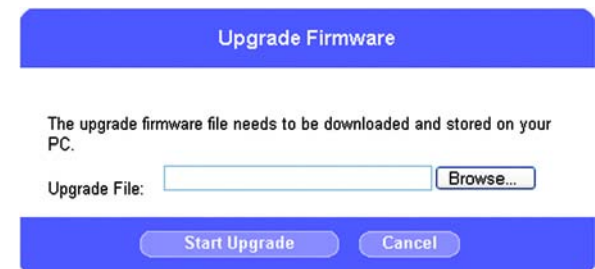 Upgrade Firmware
The upgrade firmware file needs to be downloaded and stored on your
PC.
Upgrade File:
Browse...
Start Upgrade
Cancel